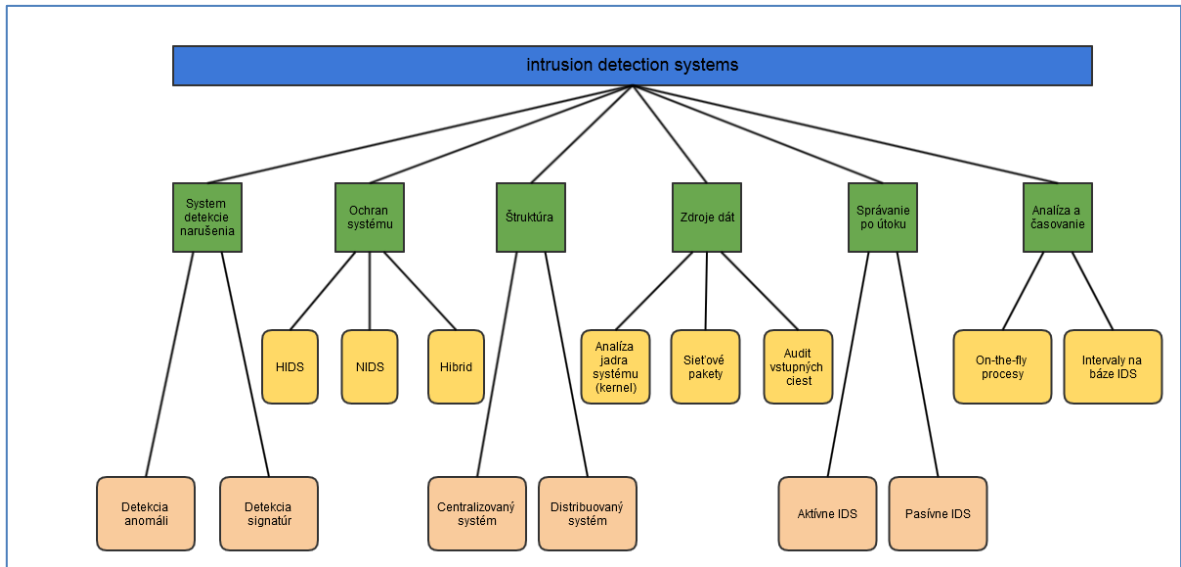 intrusion detection systems
System
detekcie
narušenia
Ochran
systému
Štruktúra
Zdroje dát
Správanie
po útoku
Analíza a
časovanie
HIDS
NIDS
Hibrid
Analíza
jadra
systému
(kernel)
Sieťové
pakety
Audit
vstupných
ciest
On-the-fly
procesy
Intervaly na
báze IDS
Detekcia
anomáli
Detekcia
signatúr
Centralizovaný
systém
Distribuovaný
systém
Aktívne IDS
Pasívne IDS